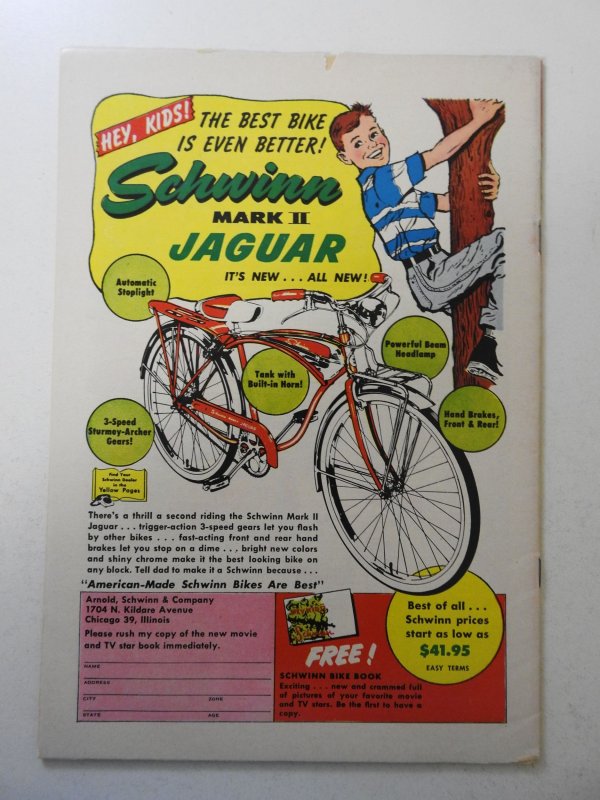 HEY, KIDS!
THE BEST BIKE
IS EVEN BETTER!
Schwinn
MARK II
JAGUAR
IT'S NEW . . . ALL NEW!
Automatic
Stoplight
Powerful Beam
Headlamp
Tank with
Built-in Horn!
3-Speed
Sturmey-Archer
Gears!
Hand Brakes,
Front & Rear!
Find Your
Schwinn Dealer
in the
Yellow Pages
There's a thrill a second riding the Schwinn Mark II
Jaguar . . . trigger-action 3-speed gears let you flash
by other bikes . . . fast-acting front and rear hand
brakes let you stop on a dime . . . bright new colors
and shiny chrome make it the best looking bike on
any block. Tell dad to make it a Schwinn because . . .
"American-Made Schwinn Bikes Are Best"
Arnold, Schwinn & Company
1704 N. Kildare Avenue
Chicago 39, Illinois
Please rush my copy of the new movie
and TV star book immediately.
NAME
ADDRESS
CITY ZONE
STATE AGE
FREE!
SCHWINN BIKE BOOK
Exciting . . . new and crammed full
of pictures of your favorite movie
and TV stars. Be the first to have a
copy.
Best of all . . .
Schwinn prices
start as low as
$41.95
EASY TERMS